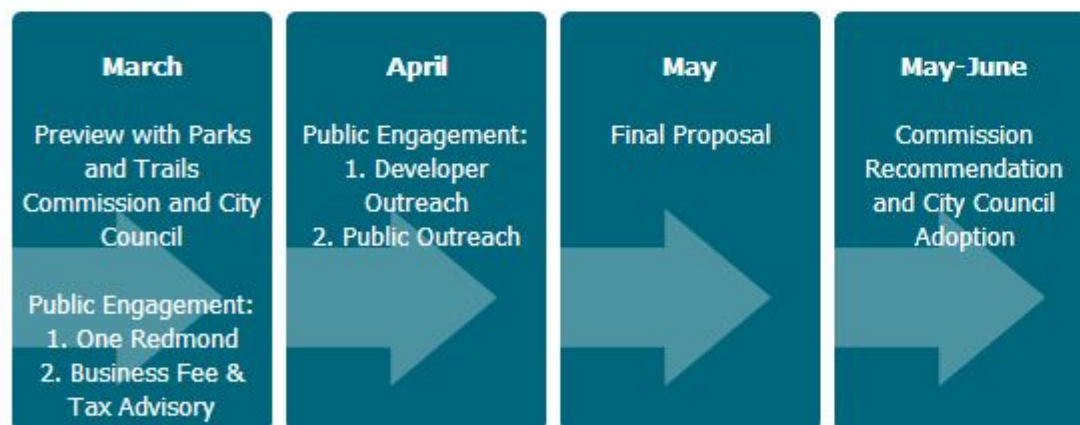 March
Preview with Parks
and Trails
Commission and City
Council
Public Engagement:
1. One Redmond
2. Business Fee &
Tax Advisory
April
Public Engagement:
1. Developer
Outreach
2. Public Outreach
May
Final Proposal
May-June
Commission
Recommendation
and City Council
Adoption